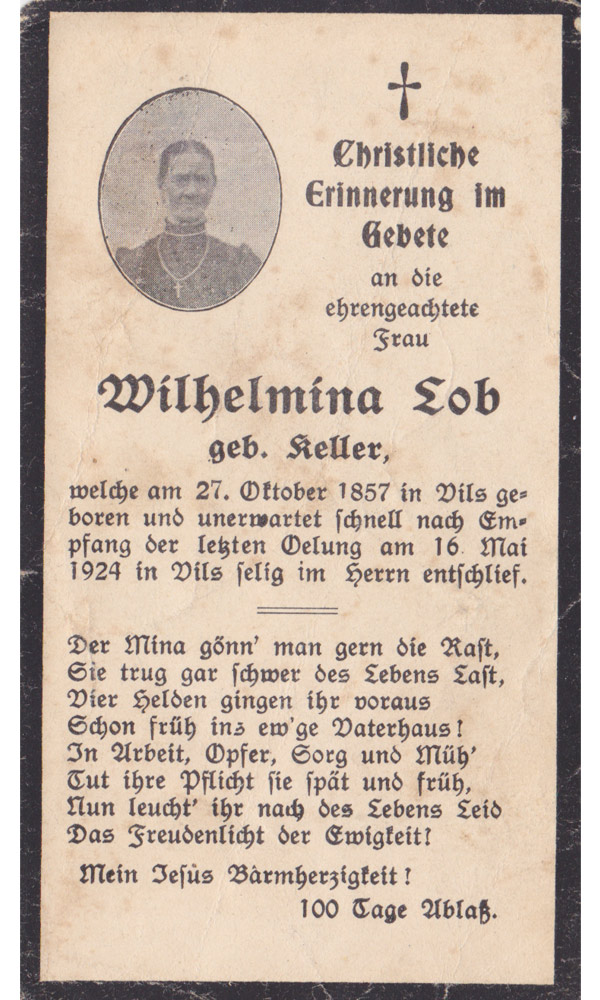 Christliche
Erinnerung im
Gebete
an die
ehrengeachtete
Frau
Wilhelmina Lob
geb. Keller,
welche am 27. Oktober 1857 in Vils ge-
boren und unerwartet schnell nach Em-
pfang der letzten Oelung am 16. Mai
1924 in Vils selig im Herrn entschlief.
Der Mina gönn' man gern die Rast,
Sie trug gar schwer des Lebens Last,
Vier Helden gingen ihr voraus
Schon früh ins ew'ge Vaterhaus!
In Arbeit, Opfer, Sorg und Müh'
Tut ihre Pflicht sie spät und früh,
Nun leucht' ihr nach des Lebens Leid
Das Freudenlicht der Ewigkeit!
Mein Jesus Barmherzigkeit!
100 Tage Ablaß.